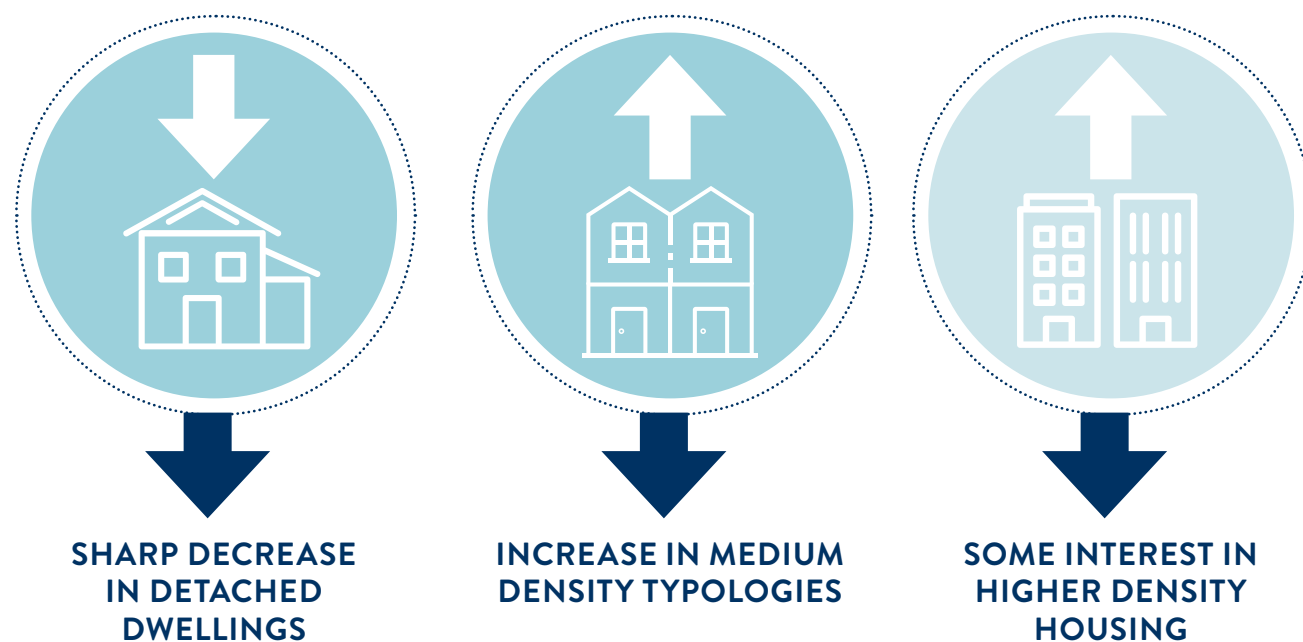 SHARP DECREASE
IN DETACHED
DWELLINGS
INCREASE IN MEDIUM
DENSITY TYPOLOGIES
SOME INTEREST IN
HIGHER DENSITY
HOUSING